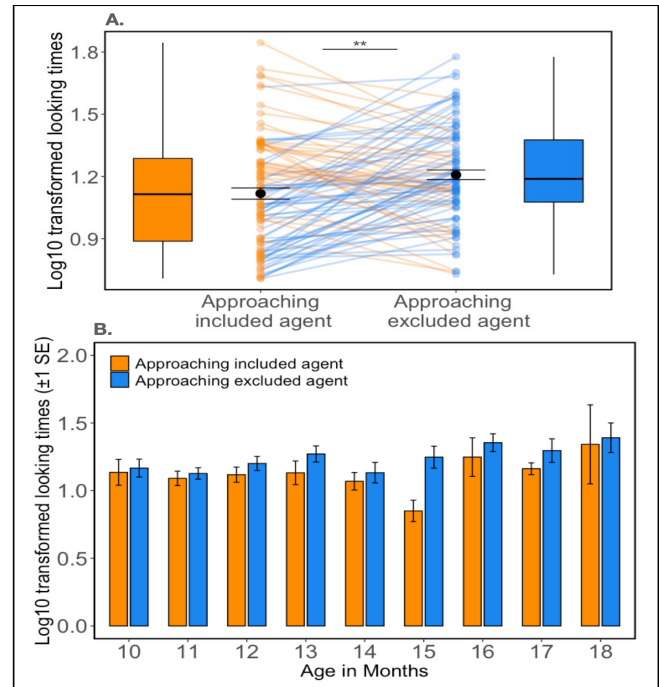 A.
Log10 transformed looking times
1.8
1.5
1.2
0.9
**
Approaching
included agent
Approaching
excluded agent
B.
Log10 transformed looking times (±1 SE)
2.0
1.5
1.0
0.5
0.0
Approaching included agent
Approaching excluded agent
10 11 12 13 14 15 16 17 18
Age in Months